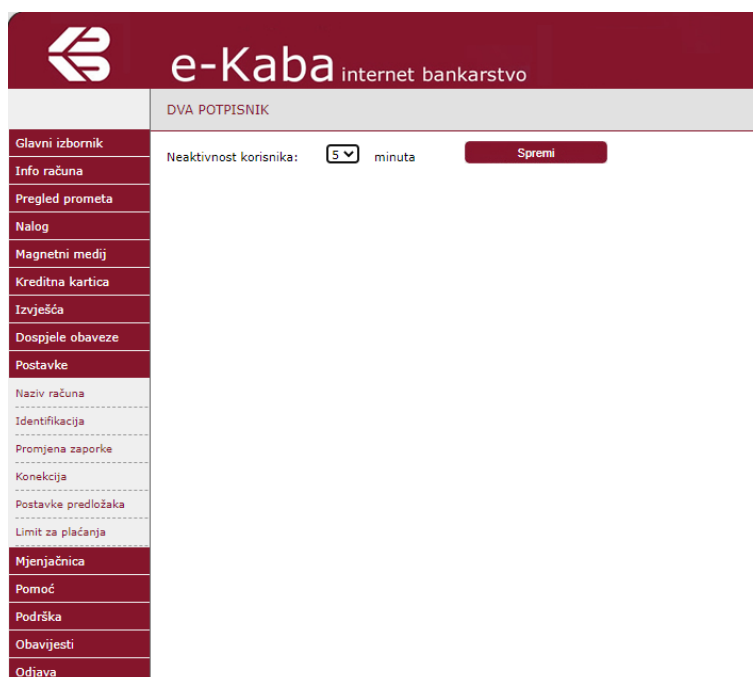 e-Kaba internet bankarstvo
DVA POTPISNIK
Neaktivnost korisnika: 5 minuta Spremi
Glavni izbornik
Info računa
Pregled prometa
Nalog
Magnetni medij
Kreditna kartica
Izvješća
Dospjele obaveze
Postavke
Naziv računa
Identifikacija
Promjena zaporke
Konekcija
Postavke predložaka
Limit za plaćanja
Mjenjačnica
Pomoć
Podrška
Obavijesti
Odjava